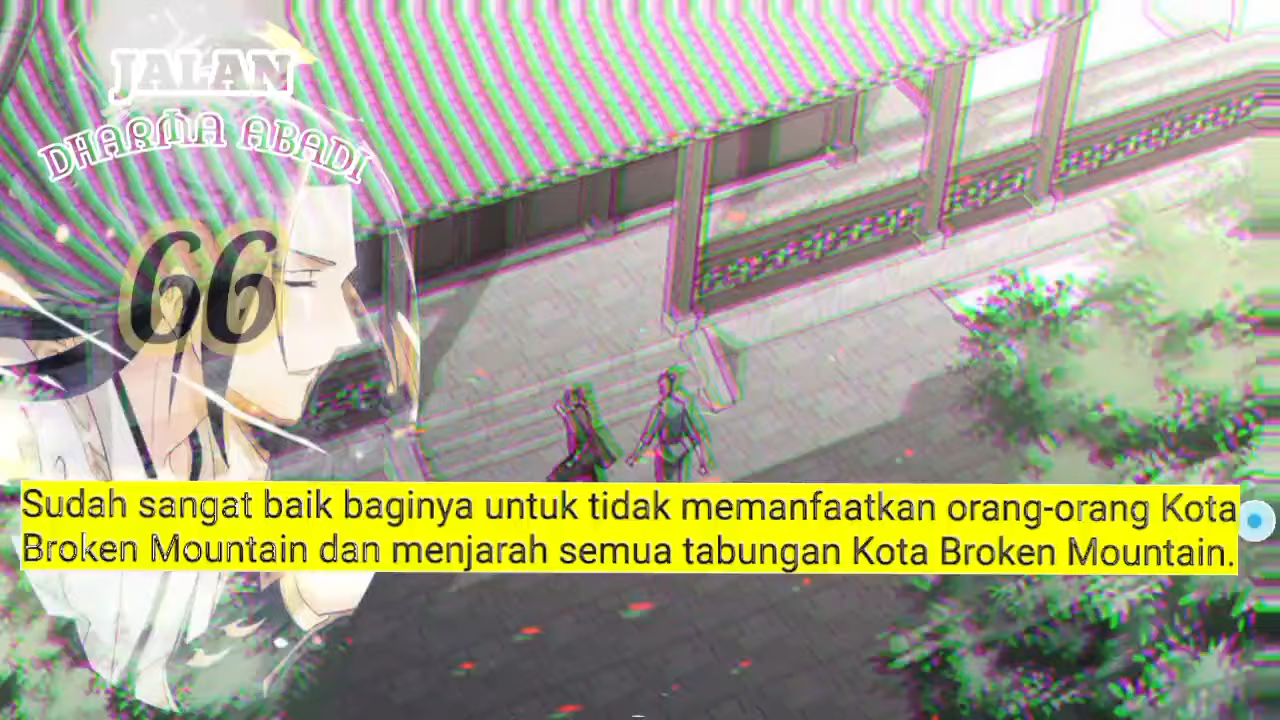 JALAN
DHARMA ABADI
66
Sudah sangat baik baginya untuk tidak memanfaatkan orang-orang Kota
Broken Mountain dan menjarah semua tabungan Kota Broken Mountain.